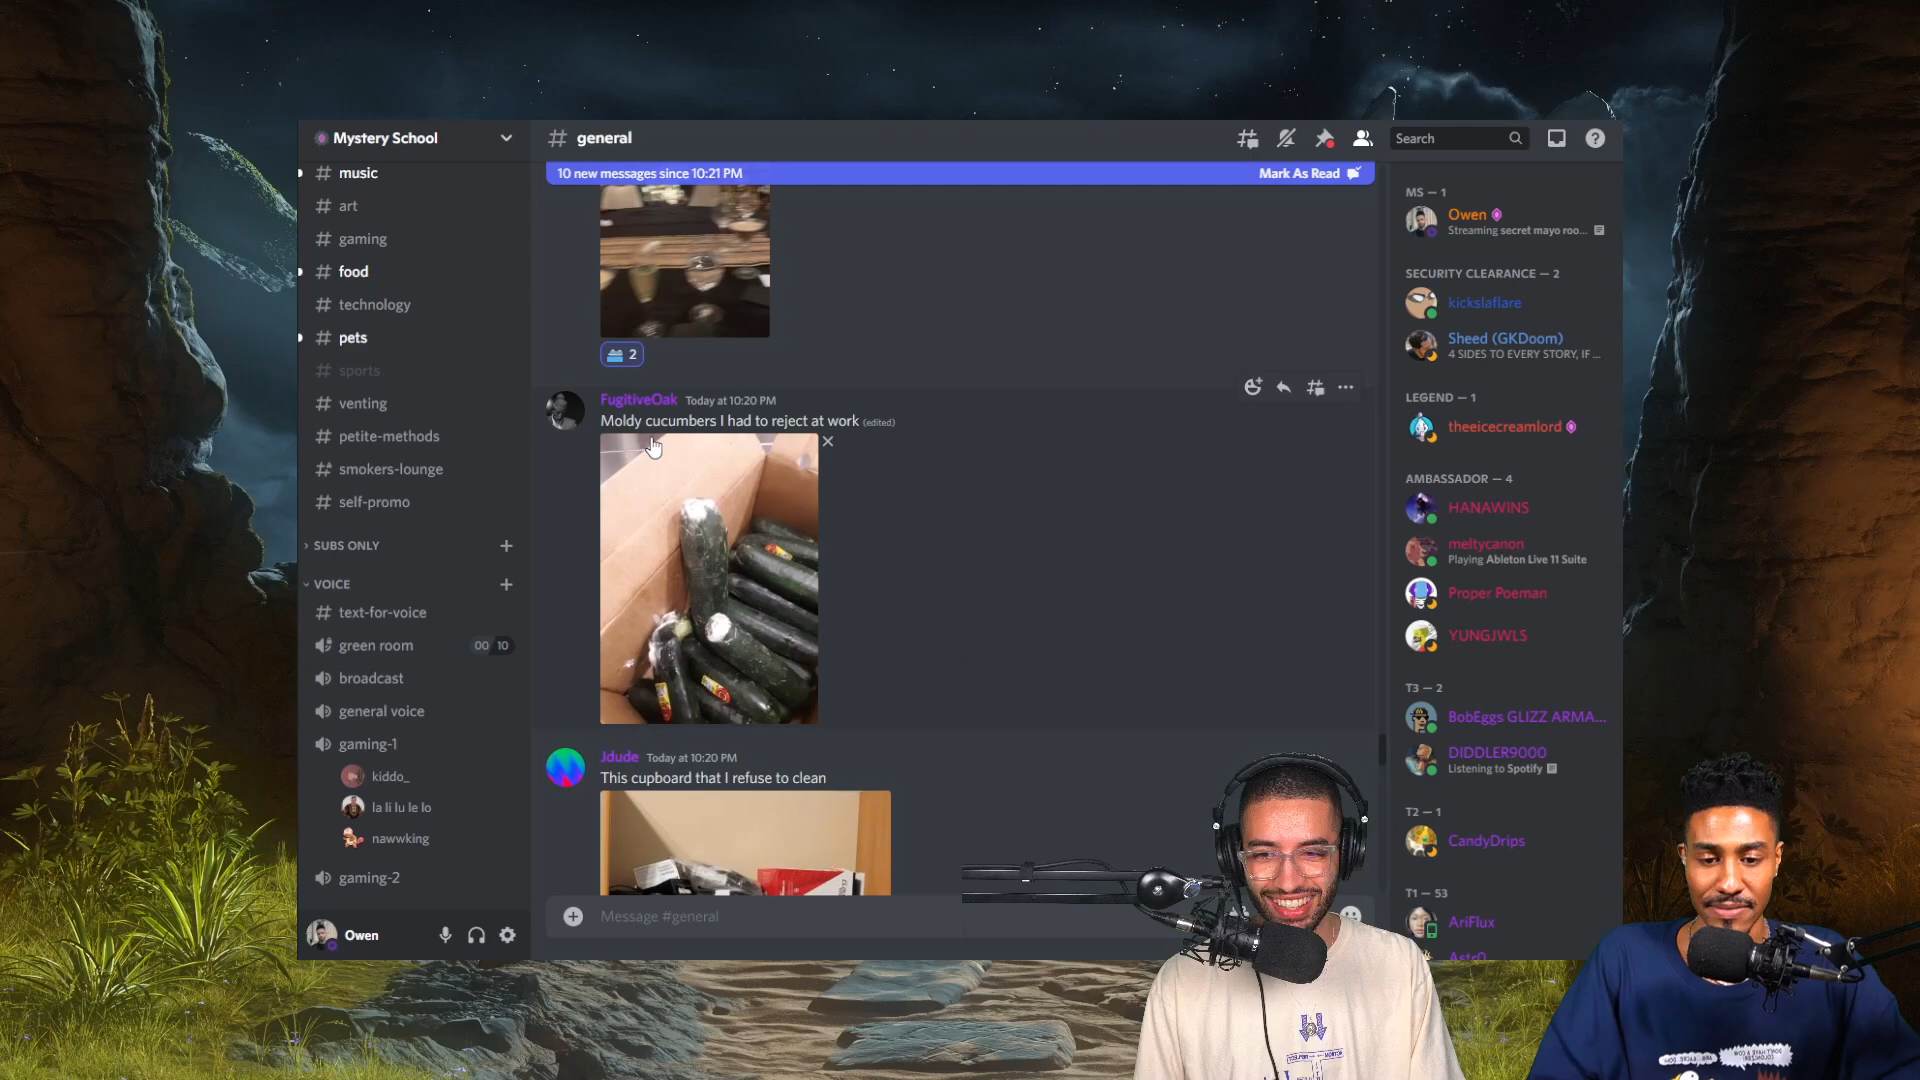 Mystery School
music
art
gaming
food
technology
pets
sports
venting
petite-methods
smokers-lounge
self-promo
SUBS ONLY
VOICE
text-for-voice
green room 00 10
broadcast
general voice
gaming-1
kiddo_
la li lu le lo
nawwking
gaming-2
Owen
general
Search
10 new messages since 10:21 PM
Mark As Read
2
FugitiveOak Today at 10:20 PM
Moldy cucumbers I had to reject at work (edited)
Jdude Today at 10:20 PM
This cupboard that I refuse to clean
Message #general
MS — 1
Owen
Streaming secret mayo roo...
SECURITY CLEARANCE — 2
kickslaflare
Sheed (GKDoom)
4 SIDES TO EVERY STORY, IF ...
LEGEND — 1
theeicecreamlord
AMBASSADOR — 4
HANAWINS
meltycanon
Playing Ableton Live 11 Suite
Proper Poeman
YUNGJWLS
T3 — 2
BobEggs GLIZZ ARMA...
DIDDLER9000
Listening to Spotify
T2 — 1
CandyDrips
T1 — 53
AriFlux
Astr0